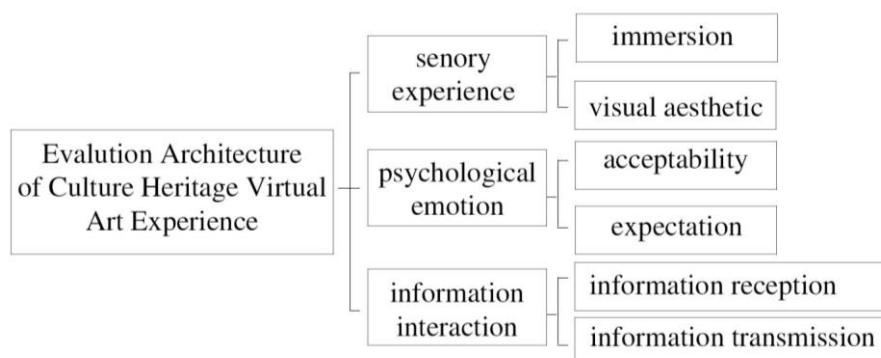 Evalution Architecture
of Culture Heritage Virtual
Art Experience
senory
experience
immersion
visual aesthetic
psychological
emotion
acceptability
expectation
information
interaction
information reception
information transmission